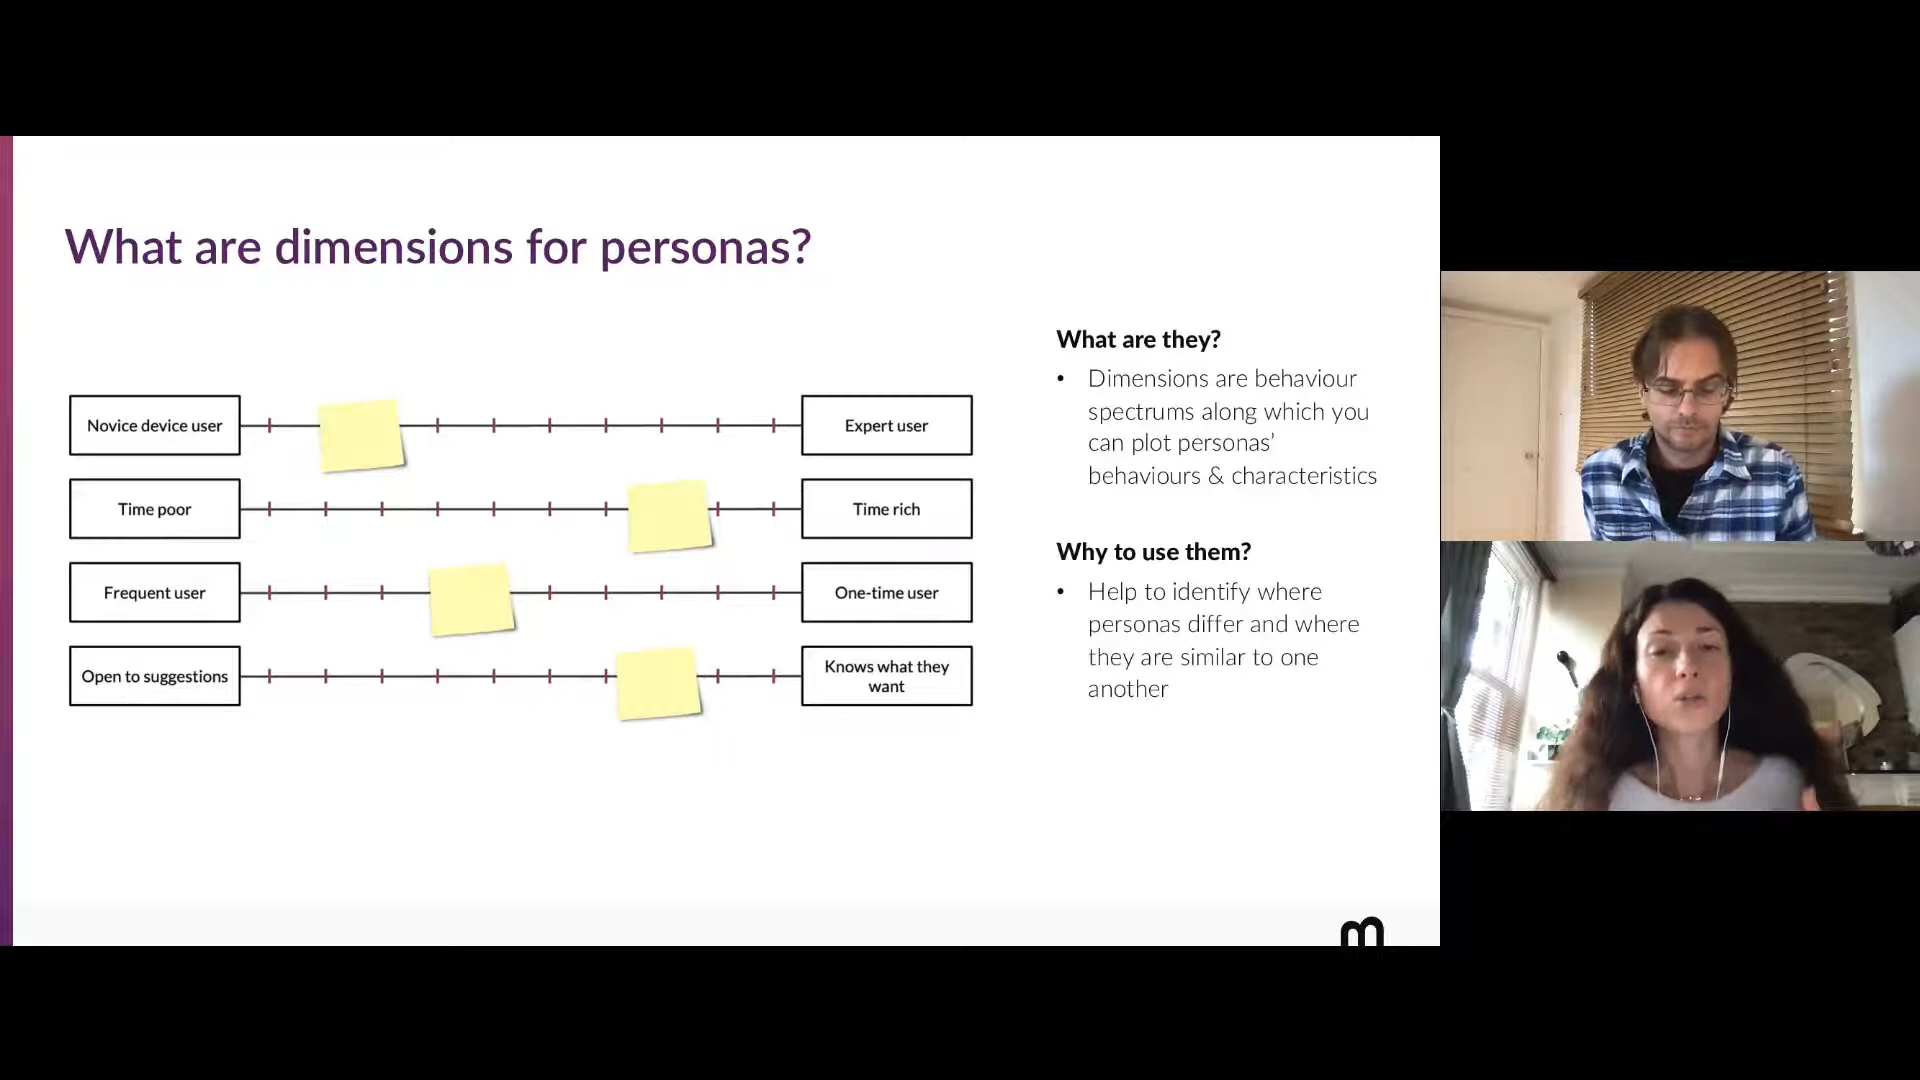 What are dimensions for personas?
Novice device user
Expert user
Time poor
Time rich
Frequent user
One-time user
Open to suggestions
Knows what they
want
What are they?
• Dimensions are behaviour
spectrums along which you
can plot personas’
behaviours & characteristics
Why to use them?
• Help to identify where
personas differ and where
they are similar to one
another
m